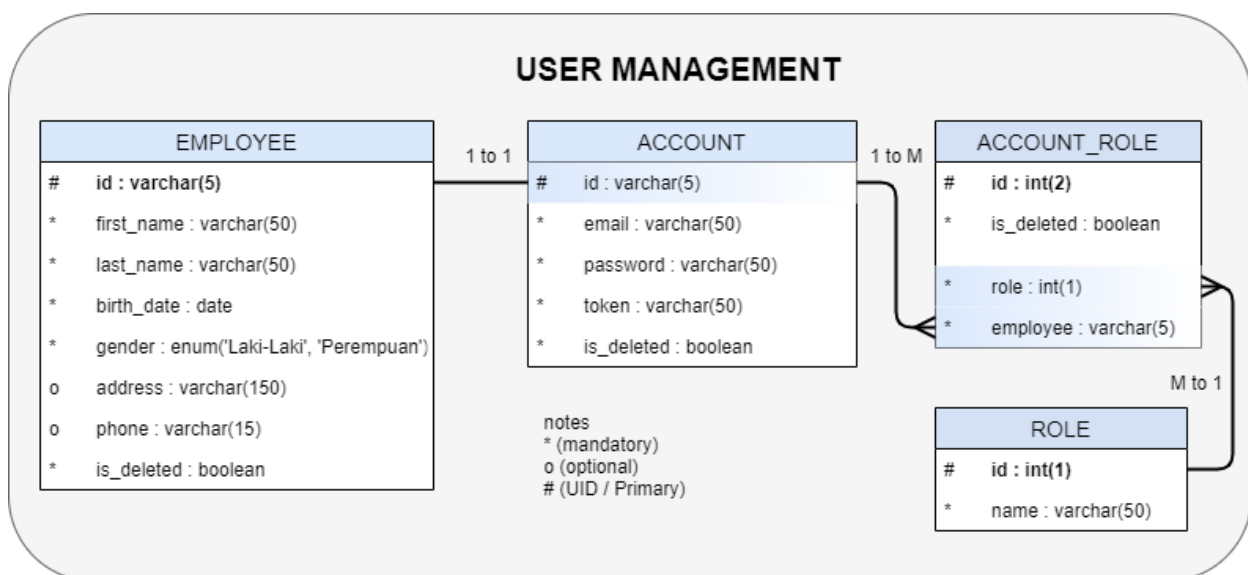 USER MANAGEMENT
EMPLOYEE
# id : varchar(5)
* first_name : varchar(50)
* last_name : varchar(50)
* birth_date : date
* gender : enum('Laki-Laki', 'Perempuan')
o address : varchar(150)
o phone : varchar(15)
* is_deleted : boolean
1 to 1
ACCOUNT
# id : varchar(5)
* email : varchar(50)
* password : varchar(50)
* token : varchar(50)
* is_deleted : boolean
notes
* (mandatory)
o (optional)
# (UID / Primary)
1 to M
ACCOUNT_ROLE
# id : int(2)
* is_deleted : boolean
* role : int(1)
* employee : varchar(5)
M to 1
ROLE
# id : int(1)
* name : varchar(50)